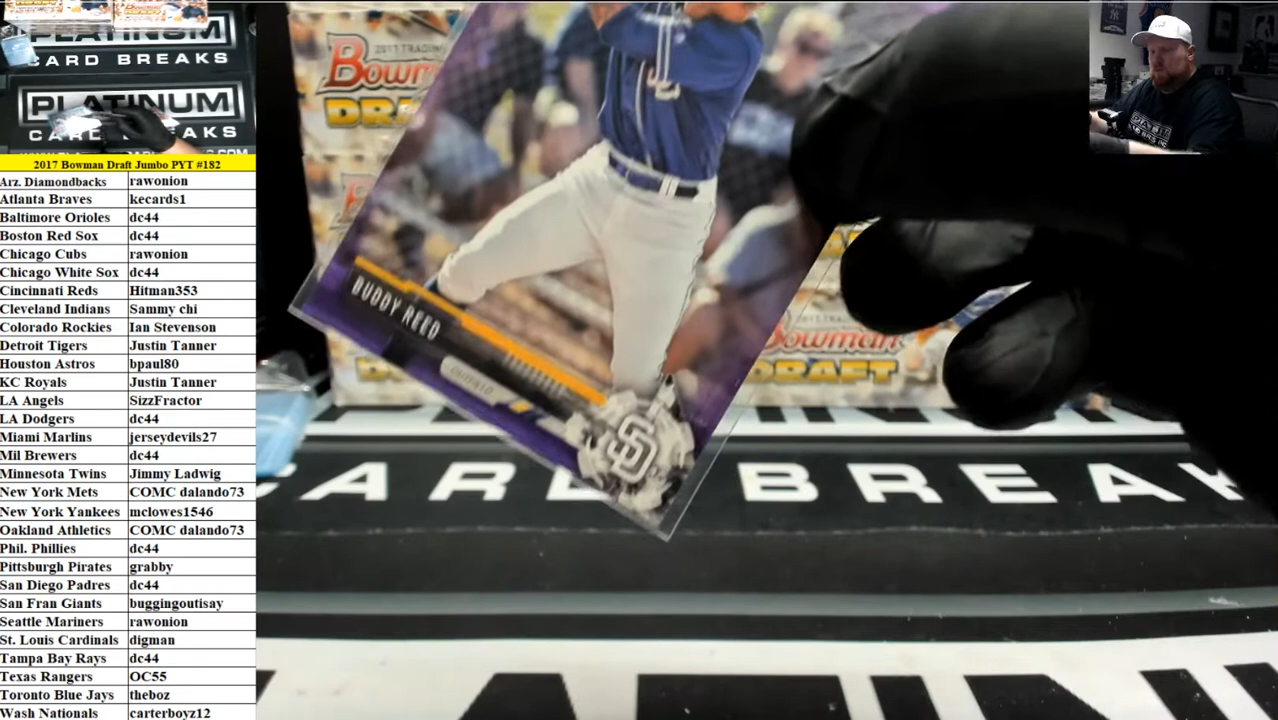 PLATINUM
CARD BREAKS
PLATINUM
CARD BREAKS
2017 Bowman Draft Jumbo PYT #182
Arz. Diamondbacks rawonion
Atlanta Braves kecards1
Baltimore Orioles dc44
Boston Red Sox dc44
Chicago Cubs rawonion
Chicago White Sox dc44
Cincinnati Reds Hitman353
Cleveland Indians Sammy chi
Colorado Rockies Ian Stevenson
Detroit Tigers Justin Tanner
Houston Astros bpaul80
KC Royals Justin Tanner
LA Angels SizzFractor
LA Dodgers dc44
Miami Marlins jerseydevils27
Mil Brewers dc44
Minnesota Twins Jimmy Ladwig
New York Mets COMC dalando73
New York Yankees mclowes1546
Oakland Athletics COMC dalando73
Phil. Phillies dc44
Pittsburgh Pirates grabby
San Diego Padres dc44
San Fran Giants buggingoutisay
Seattle Mariners rawonion
St. Louis Cardinals digman
Tampa Bay Rays dc44
Texas Rangers OC55
Toronto Blue Jays theboz
Wash Nationals carterboyz12
Bowman
DRAFT
BUDDY REED
OUTFIELD
SD
Bowman
DRAFT
CARD BREAK